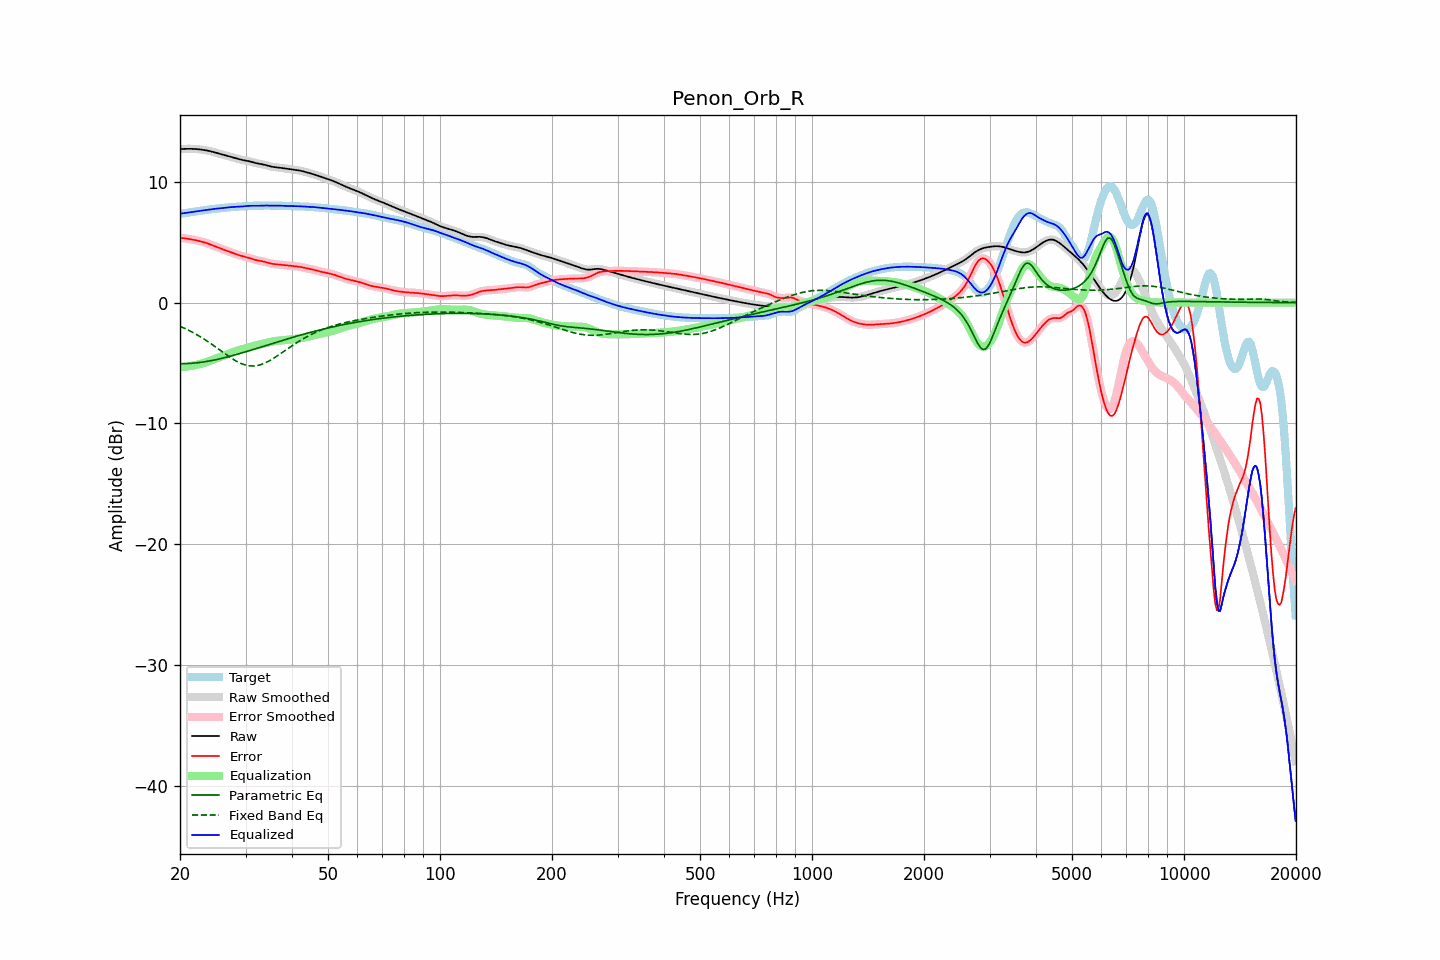 Penon_Orb_R
Amplitude (dBr)
10
0
−10
−20
−30
−40
Target
Raw Smoothed
Error Smoothed
Raw
Error
Equalization
Parametric Eq
Fixed Band Eq
Equalized
20 50 100 200 500 1000 2000 5000 10000 20000
Frequency (Hz)